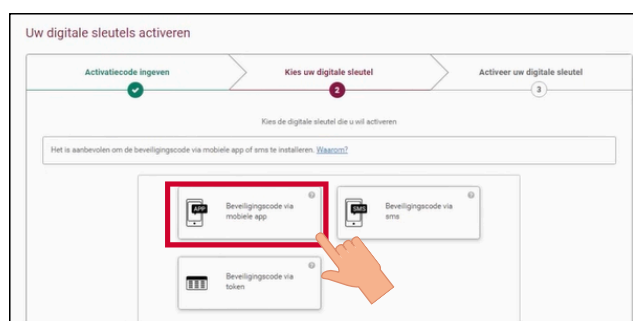 Uw digitale sleutels activeren
Activatiecode ingeven
Kies uw digitale sleutel
Activeer uw digitale sleutel
2
3
Kies de digitale sleutel die u wil activeren
Het is aanbevolen om de beveiligingscode via mobiele app of sms te installeren. Waarom?
APP
Beveiligingscode via
mobiele app
?
SMS
Beveiligingscode via
sms
?
Beveiligingscode via
token
?